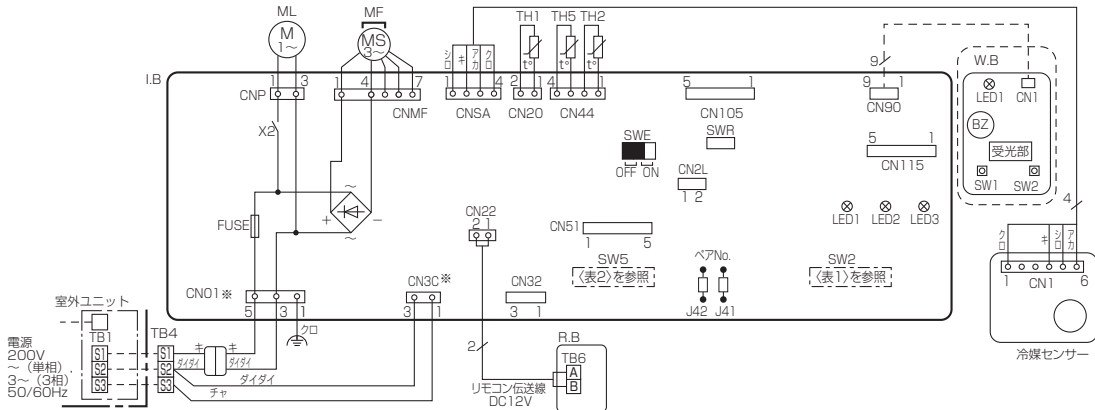 ML
M
1～
MF
MS
3～
シロ
キ
アカ
クロ
TH1
TH5
TH2
t°
t°
t°
I.B
1
3
CNP
1
4
7
CNMF
1
4
CNSA
2
1
CN20
4
1
CN44
5
1
CN105
9
9
1
CN90
W.B
LED1
CN1
BZ
受光部
SW1
SW2
X2
SWE
OFF
ON
SWR
CN2L
1 2
5
1
CN115
FUSE
～
＋
－
～
CN22
2 1
CN51
1
5
LED1
LED2
LED3
4
SW5
〈表2〉を参照
ペアNo.
J42
J41
SW2
〈表1〉を参照
クロ
キ
シロ
アカ
1
CN1
6
冷媒センサー
CN01※
5
3
1
クロ
CN3C※
3
1
CN32
3
1
室外ユニット
TB1
TB4
電源
200V
～（単相）
3～（3相）
50/60Hz
S1
S2
S3
S1
S2
S3
キ
キ
ダイダイ
ダイダイ
ダイダイ
チャ
2
リモコン伝送線
DC12V
R.B
TB6
A
B